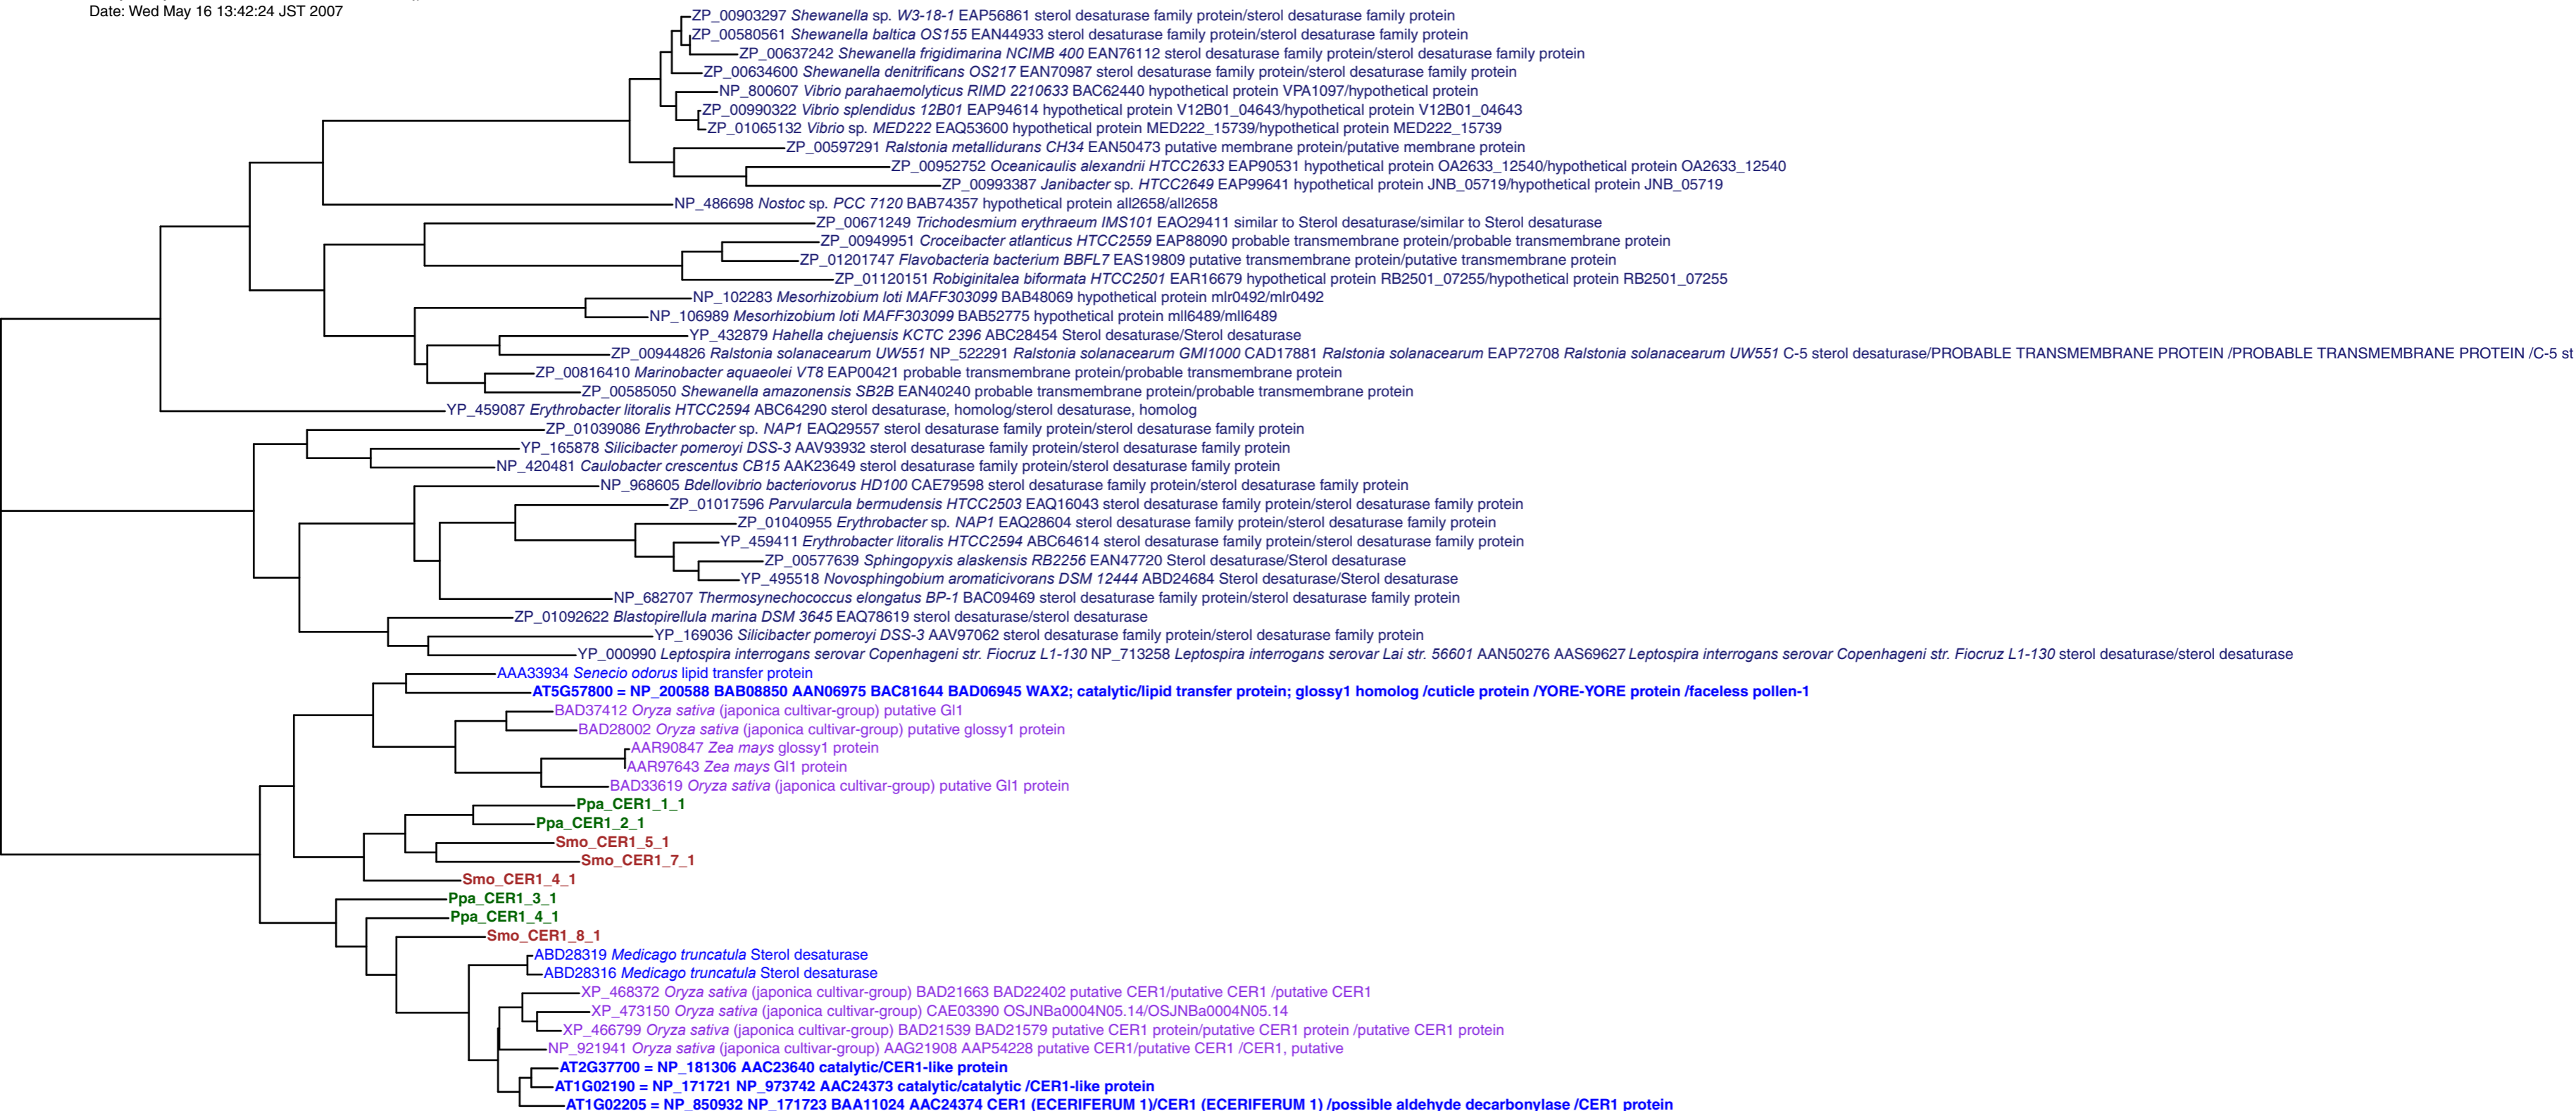 Date: Wed May 16 13:42:24 JST 2007
ZP_00903297 Shewanella sp. W3-18-1 EAP56861 sterol desaturase family protein/sterol desaturase family protein
ZP_00580561 Shewanella baltica OS155 EAN44933 sterol desaturase family protein/sterol desaturase family protein
ZP_00637242 Shewanella frigidimarina NCIMB 400 EAN76112 sterol desaturase family protein/sterol desaturase family protein
ZP_00634600 Shewanella denitrificans OS217 EAN70987 sterol desaturase family protein/sterol desaturase family protein
NP_800607 Vibrio parahaemolyticus RIMD 2210633 BAC62440 hypothetical protein VPA1097/hypothetical protein
ZP_00990322 Vibrio splendidus 12B01 EAP94614 hypothetical protein V12B01_04643/hypothetical protein V12B01_04643
ZP_01065132 Vibrio sp. MED222 EAQ53600 hypothetical protein MED222_15739/hypothetical protein MED222_15739
ZP_00597291 Ralstonia metallidurans CH34 EAN50473 putative membrane protein/putative membrane protein
ZP_00952752 Oceanicaulis alexandrii HTCC2633 EAP90531 hypothetical protein OA2633_12540/hypothetical protein OA2633_12540
ZP_00993387 Janibacter sp. HTCC2649 EAP99641 hypothetical protein JNB_05719/hypothetical protein JNB_05719
NP_486698 Nostoc sp. PCC 7120 BAB74357 hypothetical protein all2658/all2658
ZP_00671249 Trichodesmium erythraeum IMS101 EAO29411 similar to Sterol desaturase/similar to Sterol desaturase
ZP_00949951 Croceibacter atlanticus HTCC2559 EAP88090 probable transmembrane protein/probable transmembrane protein
ZP_01201747 Flavobacteria bacterium BBFL7 EAS19809 putative transmembrane protein/putative transmembrane protein
ZP_01120151 Robiginitalea biformata HTCC2501 EAR16679 hypothetical protein RB2501_07255/hypothetical protein RB2501_07255
NP_102283 Mesorhizobium loti MAFF303099 BAB48069 hypothetical protein mlr0492/mlr0492
NP_106989 Mesorhizobium loti MAFF303099 BAB52775 hypothetical protein mll6489/mll6489
YP_432879 Hahella chejuensis KCTC 2396 ABC28454 Sterol desaturase/Sterol desaturase
ZP_00944826 Ralstonia solanacearum UW551 NP_522291 Ralstonia solanacearum GMI1000 CAD17881 Ralstonia solanacearum EAP72708 Ralstonia solanacearum UW551 C-5 sterol desaturase/PROBABLE TRANSMEMBRANE PROTEIN /PROBABLE TRANSMEMBRANE PROTEIN /C-5 st
ZP_00816410 Marinobacter aquaeolei VT8 EAP00421 probable transmembrane protein/probable transmembrane protein
ZP_00585050 Shewanella amazonensis SB2B EAN40240 probable transmembrane protein/probable transmembrane protein
YP_459087 Erythrobacter litoralis HTCC2594 ABC64290 sterol desaturase, homolog/sterol desaturase, homolog
ZP_01039086 Erythrobacter sp. NAP1 EAQ29557 sterol desaturase family protein/sterol desaturase family protein
YP_165878 Silicibacter pomeroyi DSS-3 AAV93932 sterol desaturase family protein/sterol desaturase family protein
NP_420481 Caulobacter crescentus CB15 AAK23649 sterol desaturase family protein/sterol desaturase family protein
NP_968605 Bdellovibrio bacteriovorus HD100 CAE79598 sterol desaturase family protein/sterol desaturase family protein
ZP_01017596 Parvularcula bermudensis HTCC2503 EAQ16043 sterol desaturase family protein/sterol desaturase family protein
ZP_01040955 Erythrobacter sp. NAP1 EAQ28604 sterol desaturase family protein/sterol desaturase family protein
YP_459411 Erythrobacter litoralis HTCC2594 ABC64614 sterol desaturase family protein/sterol desaturase family protein
ZP_00577639 Sphingopyxis alaskensis RB2256 EAN47720 Sterol desaturase/Sterol desaturase
YP_495518 Novosphingobium aromaticivorans DSM 12444 ABD24684 Sterol desaturase/Sterol desaturase
NP_682707 Thermosynechococcus elongatus BP-1 BAC09469 sterol desaturase family protein/sterol desaturase family protein
ZP_01092622 Blastopirellula marina DSM 3645 EAQ78619 sterol desaturase/sterol desaturase
YP_169036 Silicibacter pomeroyi DSS-3 AAV97062 sterol desaturase family protein/sterol desaturase family protein
YP_000990 Leptospira interrogans serovar Copenhageni str. Fiocruz L1-130 NP_713258 Leptospira interrogans serovar Lai str. 56601 AAN50276 AAS69627 Leptospira interrogans serovar Copenhageni str. Fiocruz L1-130 sterol desaturase/sterol desaturase
AAA33934 Senecio odorus lipid transfer protein
AT5G57800 = NP_200588 BAB08850 AAN06975 BAC81644 BAD06945 WAX2; catalytic/lipid transfer protein; glossy1 homolog /cuticle protein /YORE-YORE protein /faceless pollen-1
BAD37412 Oryza sativa (japonica cultivar-group) putative Gl1
BAD28002 Oryza sativa (japonica cultivar-group) putative glossy1 protein
AAR90847 Zea mays glossy1 protein
AAR97643 Zea mays Gl1 protein
BAD33619 Oryza sativa (japonica cultivar-group) putative Gl1 protein
Ppa_CER1_1_1
Ppa_CER1_2_1
Smo_CER1_5_1
Smo_CER1_7_1
Smo_CER1_4_1
Ppa_CER1_3_1
Ppa_CER1_4_1
Smo_CER1_8_1
ABD28319 Medicago truncatula Sterol desaturase
ABD28316 Medicago truncatula Sterol desaturase
XP_468372 Oryza sativa (japonica cultivar-group) BAD21663 BAD22402 putative CER1/putative CER1 /putative CER1
XP_473150 Oryza sativa (japonica cultivar-group) CAE03390 OSJNBa0004N05.14/OSJNBa0004N05.14
XP_466799 Oryza sativa (japonica cultivar-group) BAD21539 BAD21579 putative CER1 protein/putative CER1 protein /putative CER1 protein
NP_921941 Oryza sativa (japonica cultivar-group) AAG21908 AAP54228 putative CER1/putative CER1 /CER1, putative
AT2G37700 = NP_181306 AAC23640 catalytic/CER1-like protein
AT1G02190 = NP_171721 NP_973742 AAC24373 catalytic/catalytic /CER1-like protein
AT1G02205 = NP_850932 NP_171723 BAA11024 AAC24374 CER1 (ECERIFERUM 1)/CER1 (ECERIFERUM 1) /possible aldehyde decarbonylase /CER1 protein